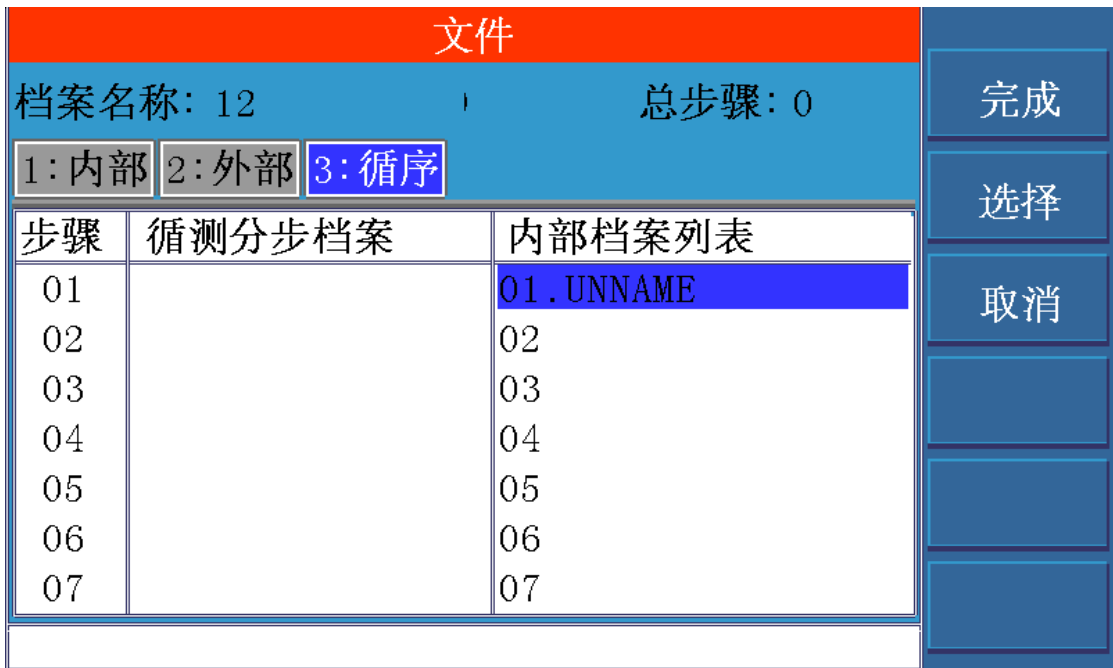 文件
档案名称: 12 总步骤: 0
1:内部 2:外部 3:循序
步骤 循测分步档案 内部档案列表
01 01.UNNAME
02 02
03 03
04 04
05 05
06 06
07 07
完成
选择
取消